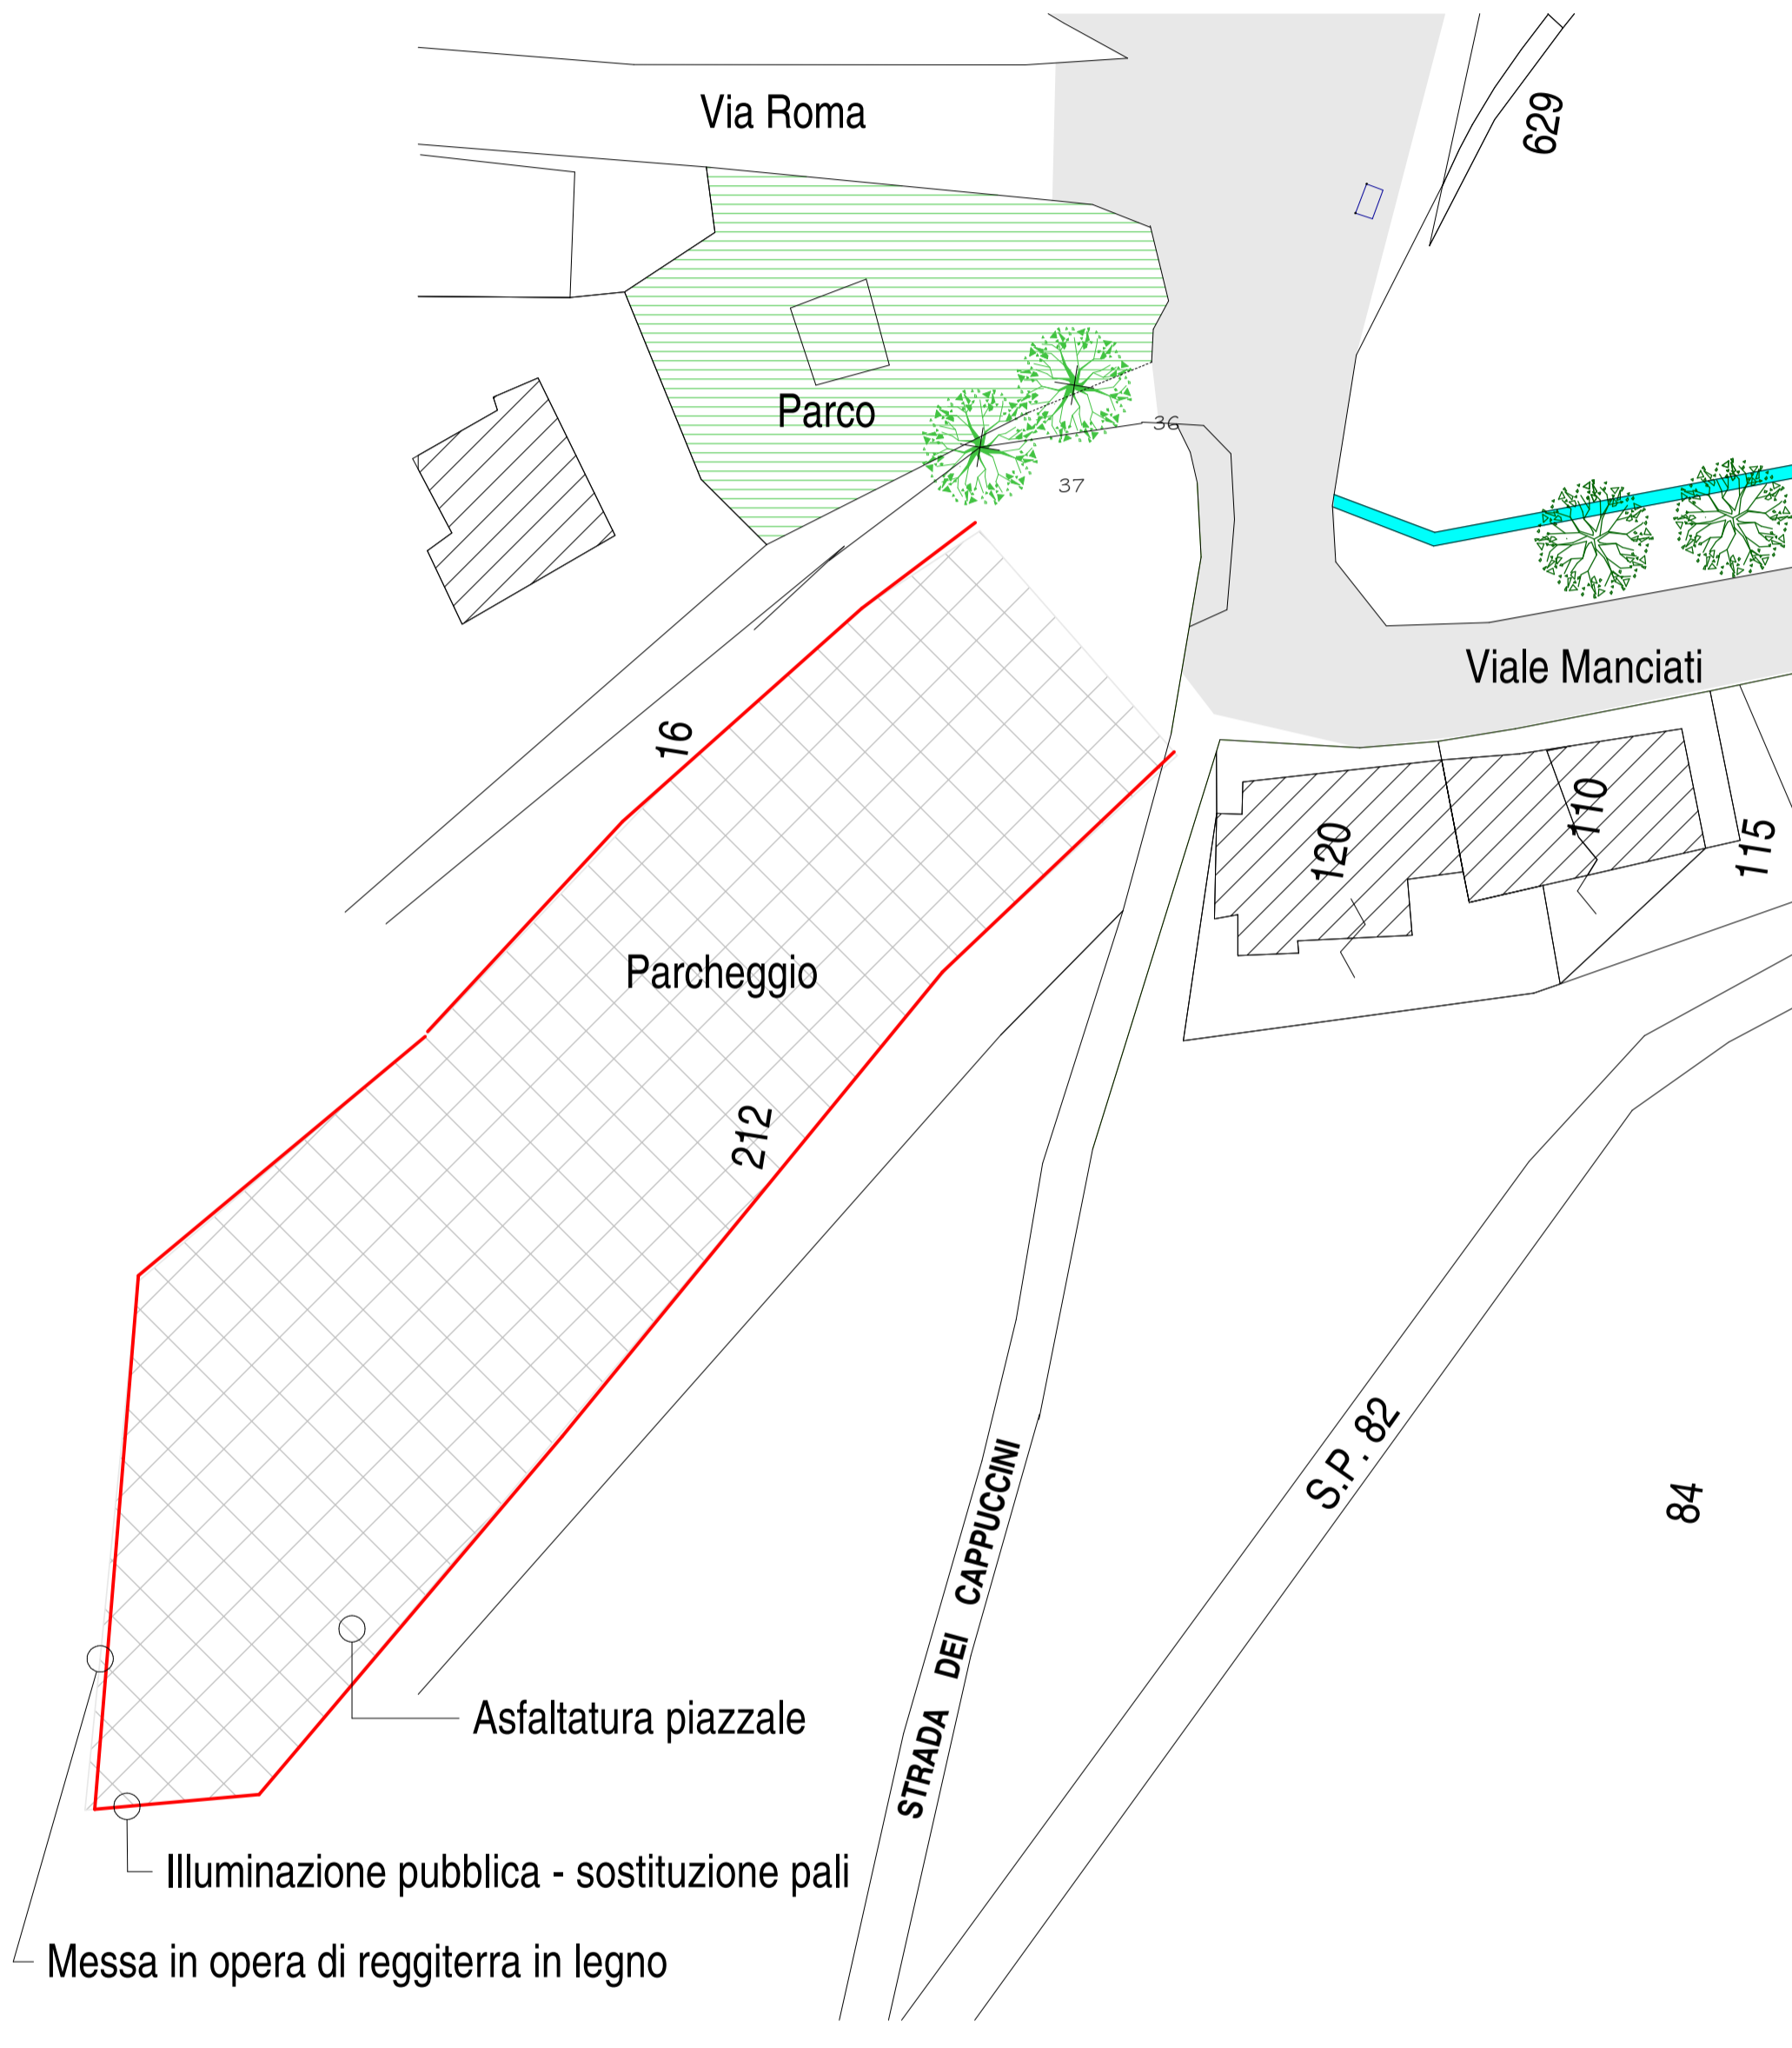 Via Roma
629
Parco
36
37
Viale Manciati
16
110
120
115
Parcheggio
212
S.P. 82
84
STRADA DEI CAPPUCCINI
Asfaltatura piazzale
Illuminazione pubblica - sostituzione pali
Messa in opera di reggiterra in legno